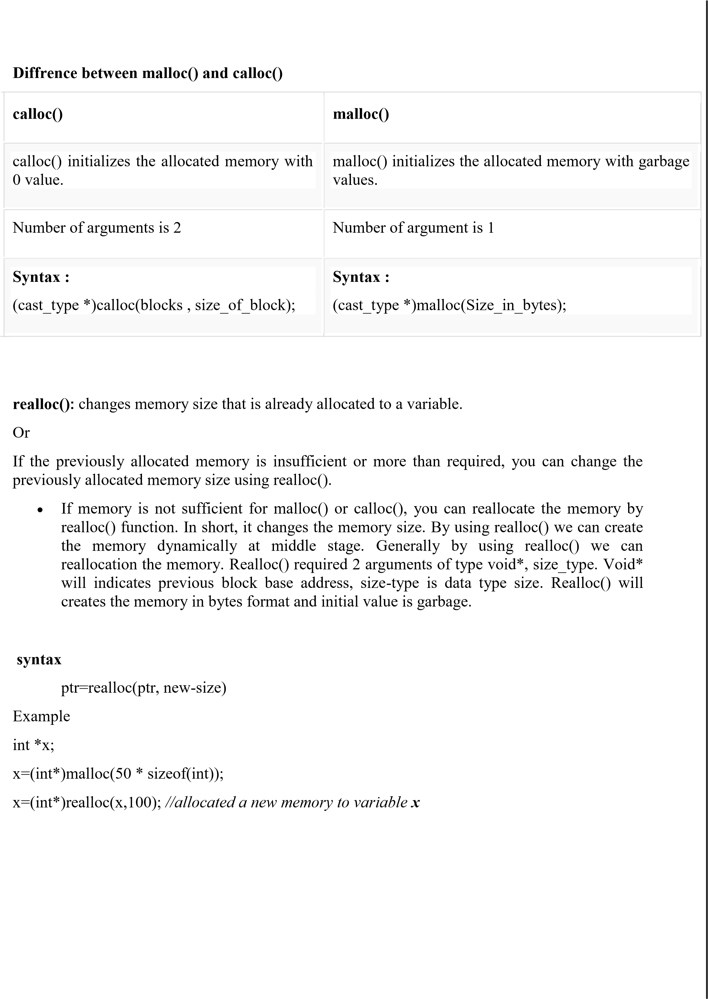 Diffrence between malloc() and calloc()
calloc()
malloc()
calloc() initializes the allocated memory with
0 value.
malloc() initializes the allocated memory with garbage
values.
Number of arguments is 2
Number of argument is 1
Syntax :
(cast_type *)calloc(blocks , size_of_block);
Syntax :
(cast_type *)malloc(Size_in_bytes);
realloc(): changes memory size that is already allocated to a variable.
Or
If the previously allocated memory is insufficient or more than required, you can change the
previously allocated memory size using realloc().
• If memory is not sufficient for malloc() or calloc(), you can reallocate the memory by
realloc() function. In short, it changes the memory size. By using realloc() we can create
the memory dynamically at middle stage. Generally by using realloc() we can
reallocation the memory. Realloc() required 2 arguments of type void*, size_type. Void*
will indicates previous block base address, size-type is data type size. Realloc() will
creates the memory in bytes format and initial value is garbage.
syntax
ptr=realloc(ptr, new-size)
Example
int *x;
x=(int*)malloc(50 * sizeof(int));
x=(int*)realloc(x,100); //allocated a new memory to variable x